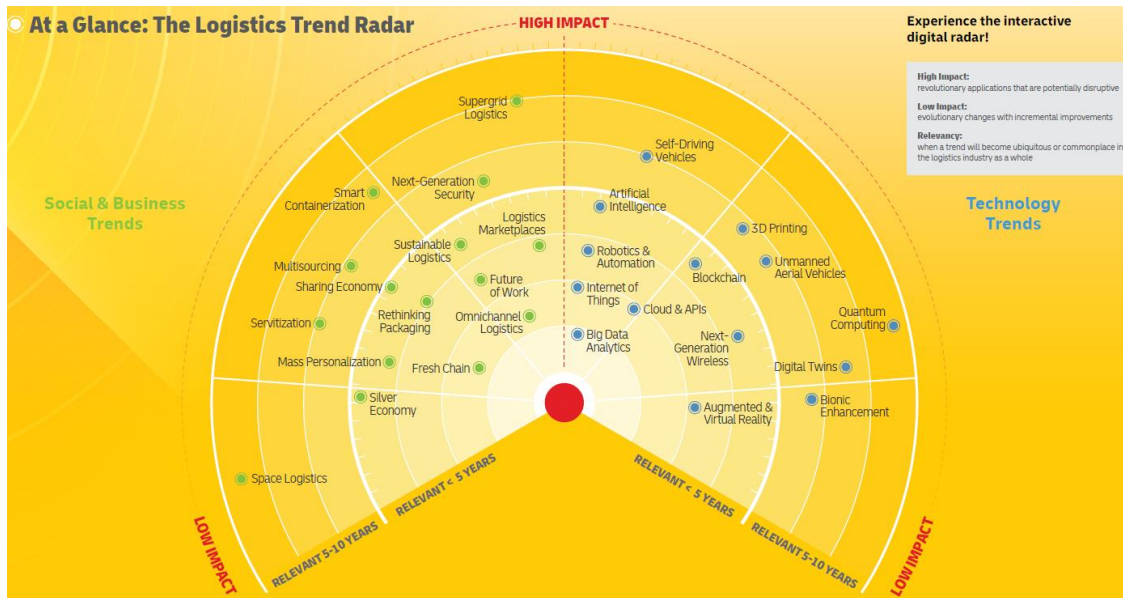 At a Glance: The Logistics Trend Radar
HIGH IMPACT
Experience the interactive
digital radar!
High Impact:
revolutionary applications that are potentially disruptive
Low Impact:
evolutionary changes with incremental improvements
Relevancy:
when a trend will become ubiquitous or commonplace in
the logistics industry as a whole
Social & Business
Trends
Technology
Trends
Supergrid
Logistics
Self-Driving
Vehicles
Next-Generation
Security
Smart
Containerization
Artificial
Intelligence
Logistics
Marketplaces
3D Printing
Sustainable
Logistics
Robotics &
Automation
Unmanned
Aerial Vehicles
Blockchain
Multisourcing
Sharing Economy
Future
of Work
Internet of
Things
Rethinking
Packaging
Cloud & APIs
Quantum
Computing
Servitization
Omnichannel
Logistics
Big Data
Analytics
Next-
Generation
Wireless
Mass Personalization
Fresh Chain
Digital Twins
Silver
Economy
Augmented &
Virtual Reality
Bionic
Enhancement
Space Logistics
RELEVANT < 5 YEARS
RELEVANT < 5 YEARS
RELEVANT 5-10 YEARS
RELEVANT 5-10 YEARS
LOW IMPACT
LOW IMPACT